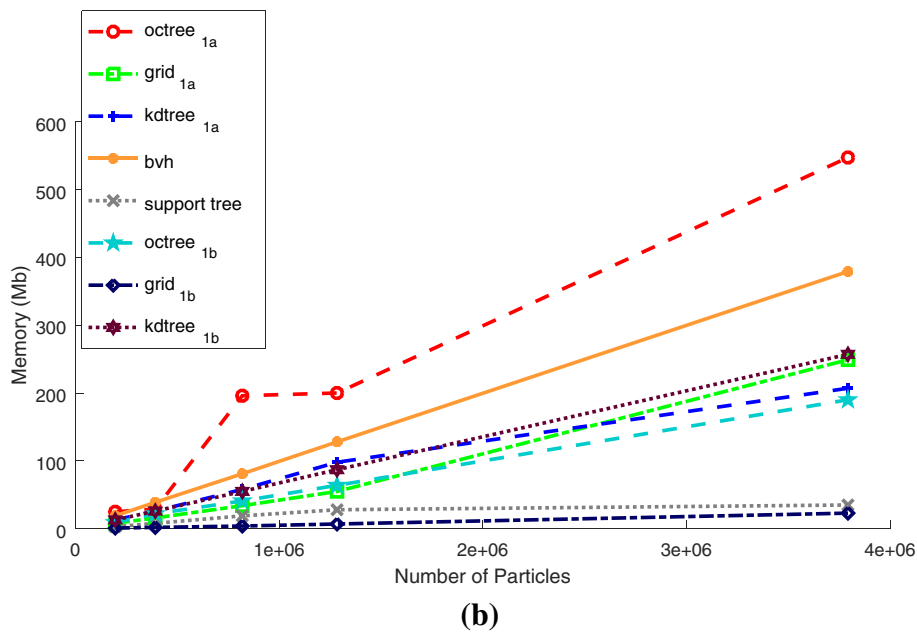 octree 1a
grid 1a
kdtree 1a
bvh
support tree
octree 1b
grid 1b
kdtree 1b
600
500
400
300
200
100
0
Memory (Mb)
0 1e+06 2e+06 3e+06 4e+06
Number of Particles
(b)